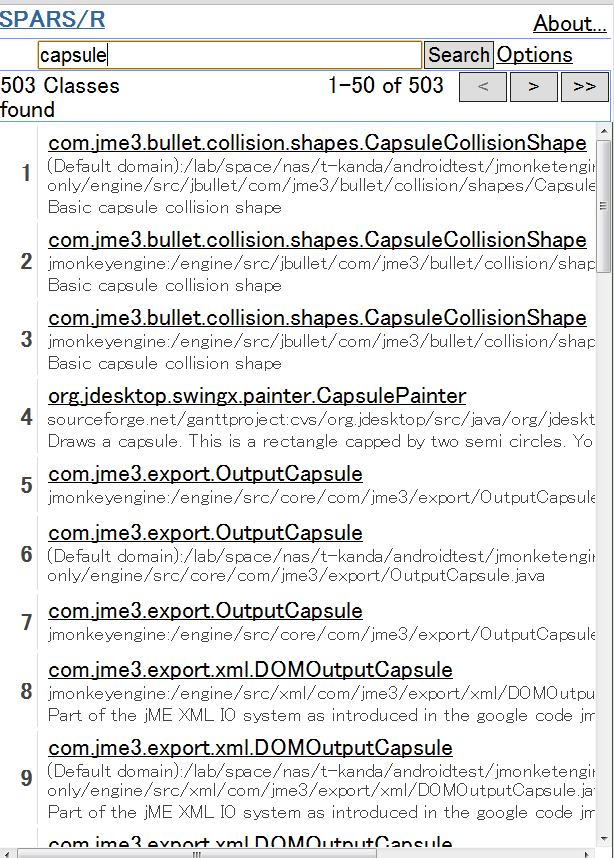 SPARS/R
About...
capsule
Search
Options
503 Classes found
1-50 of 503
<
>
>>
1
com.jme3.bullet.collision.shapes.CapsuleCollisionShape
(Default domain):/lab/space/nas/t-kanda/androidtest/jmonketengin
only/engine/src/jbullet/com/jme3/bullet/collision/shapes/Capsule
Basic capsule collision shape
2
com.jme3.bullet.collision.shapes.CapsuleCollisionShape
jmonkeyengine:/engine/src/jbullet/com/jme3/bullet/collision/shap
Basic capsule collision shape
3
com.jme3.bullet.collision.shapes.CapsuleCollisionShape
jmonkeyengine:/engine/src/jbullet/com/jme3/bullet/collision/shap
Basic capsule collision shape
4
org.jdesktop.swingx.painter.CapsulePainter
sourceforge.net/ganttproject:cvs/org.jdesktop/src/java/org/jdeskt
Draws a capsule. This is a rectangle capped by two semi circles. Yo
5
com.jme3.export.OutputCapsule
jmonkeyengine:/engine/src/core/com/jme3/export/OutputCapsule
6
com.jme3.export.OutputCapsule
(Default domain):/lab/space/nas/t-kanda/androidtest/jmonketengin
only/engine/src/core/com/jme3/export/OutputCapsule.java
7
com.jme3.export.OutputCapsule
jmonkeyengine:/engine/src/core/com/jme3/export/OutputCapsule
8
com.jme3.export.xml.DOMOutputCapsule
jmonkeyengine:/engine/src/xml/com/jme3/export/xml/DOMOutpu
Part of the jME XML IO system as introduced in the google code jm
9
com.jme3.export.xml.DOMOutputCapsule
(Default domain):/lab/space/nas/t-kanda/androidtest/jmonketengin
only/engine/src/xml/com/jme3/export/xml/DOMOutputCapsule.ja
Part of the jME XML IO system as introduced in the google code jm
com.jme3.export.xml.DOMOutputCapsule